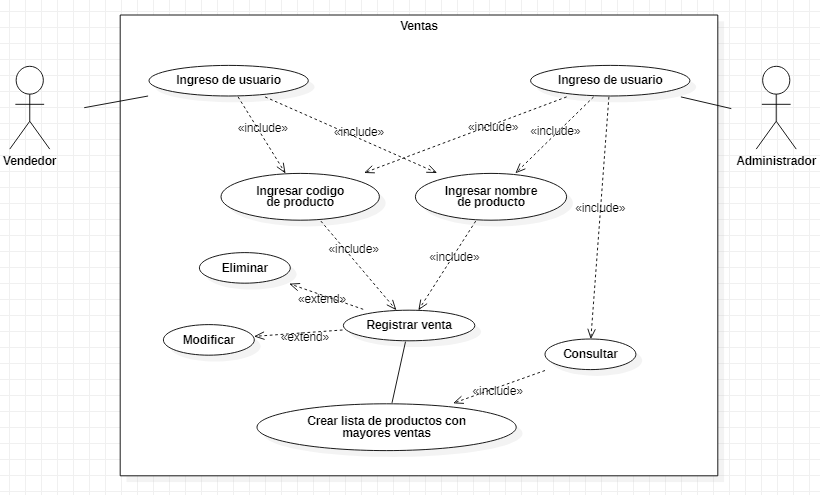 Ventas
Ingreso de usuario
Ingreso de usuario
Vendedor
Administrador
«include»
«include»
«include»
«include»
Ingresar codigo
de producto
Ingresar nombre
de producto
«include»
«include»
«include»
Eliminar
«extend»
Registrar venta
Modificar
«extend»
Consultar
«include»
Crear lista de productos con
mayores ventas